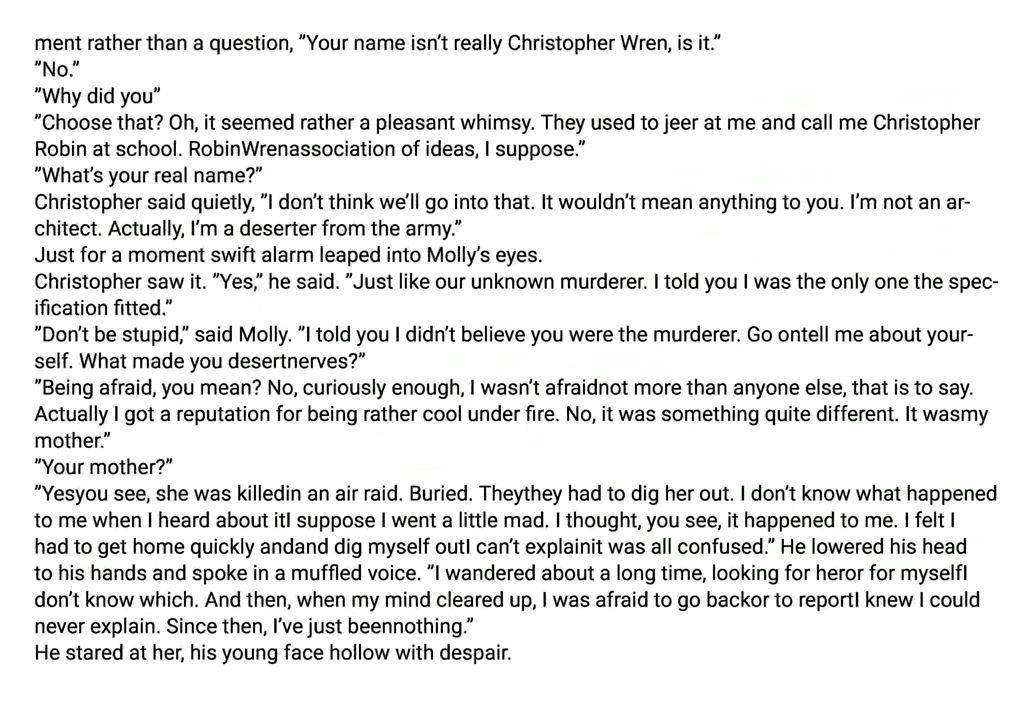 ment rather than a question, ”Your name isn’t really Christopher Wren, is it.”
”No.”
”Why did you”
”Choose that? Oh, it seemed rather a pleasant whimsy. They used to jeer at me and call me Christopher
Robin at school. RobinWrenassociation of ideas, I suppose.”
”What’s your real name?”
Christopher said quietly, ”I don’t think we’ll go into that. It wouldn’t mean anything to you. I’m not an ar-
chitect. Actually, I’m a deserter from the army.”
Just for a moment swift alarm leaped into Molly’s eyes.
Christopher saw it. ”Yes,” he said. ”Just like our unknown murderer. I told you I was the only one the spec-
ification fitted.”
”Don’t be stupid,” said Molly. ”I told you I didn’t believe you were the murderer. Go ontell me about your-
self. What made you desertnerves?”
”Being afraid, you mean? No, curiously enough, I wasn’t afraidnot more than anyone else, that is to say.
Actually I got a reputation for being rather cool under fire. No, it was something quite different. It wasmy
mother.”
”Your mother?”
”Yesyou see, she was killedin an air raid. Buried. Theythey had to dig her out. I don’t know what happened
to me when I heard about itI suppose I went a little mad. I thought, you see, it happened to me. I felt I
had to get home quickly andand dig myself outI can’t explainit was all confused.” He lowered his head
to his hands and spoke in a muffled voice. ”I wandered about a long time, looking for heror for myselfI
don’t know which. And then, when my mind cleared up, I was afraid to go backor to reportI knew I could
never explain. Since then, I’ve just beennothing.”
He stared at her, his young face hollow with despair.